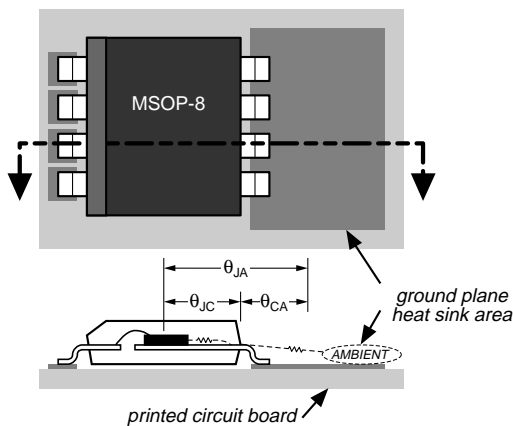 MSOP-8
θJA
θJC
θCA
ground plane
heat sink area
AMBIENT
printed circuit board